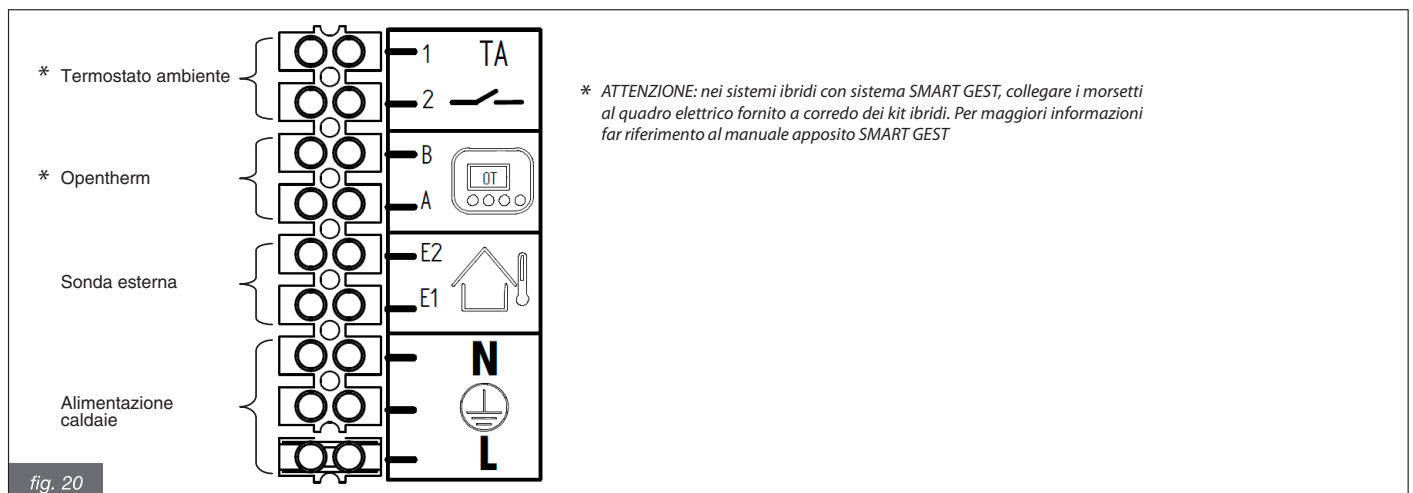 * Termostato ambiente
1 TA
2
* ATTENZIONE: nei sistemi ibridi con sistema SMART GEST, collegare i morsetti
al quadro elettrico fornito a corredo dei kit ibridi. Per maggiori informazioni
far riferimento al manuale apposito SMART GEST
* Opentherm
B
OT
A
Sonda esterna
E2
E1
Alimentazione
caldaie
N
L
fig. 20